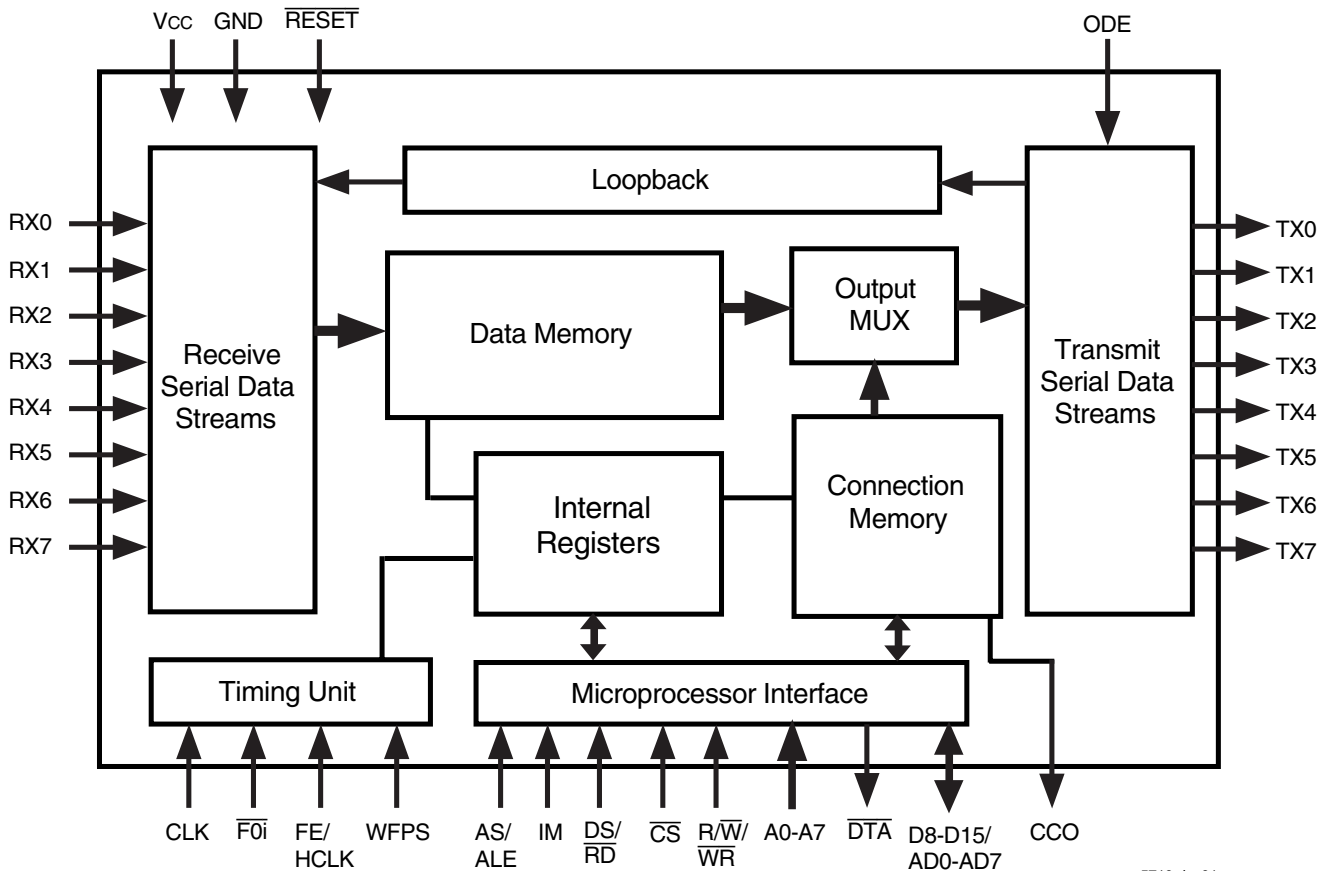 Vcc GND RESET ODE
Loopback
RX0
RX1
RX2
RX3
RX4
RX5
RX6
RX7
Receive
Serial Data
Streams
Data Memory
Output
MUX
Internal
Registers
Connection
Memory
Transmit
Serial Data
Streams
TX0
TX1
TX2
TX3
TX4
TX5
TX6
TX7
Timing Unit
Microprocessor Interface
CLK
F0i
FE/
HCLK
WFPS
AS/
ALE
IM
DS/
RD
CS
R/W/
WR
A0-A7
DTA
D8-D15/
AD0-AD7
CCO